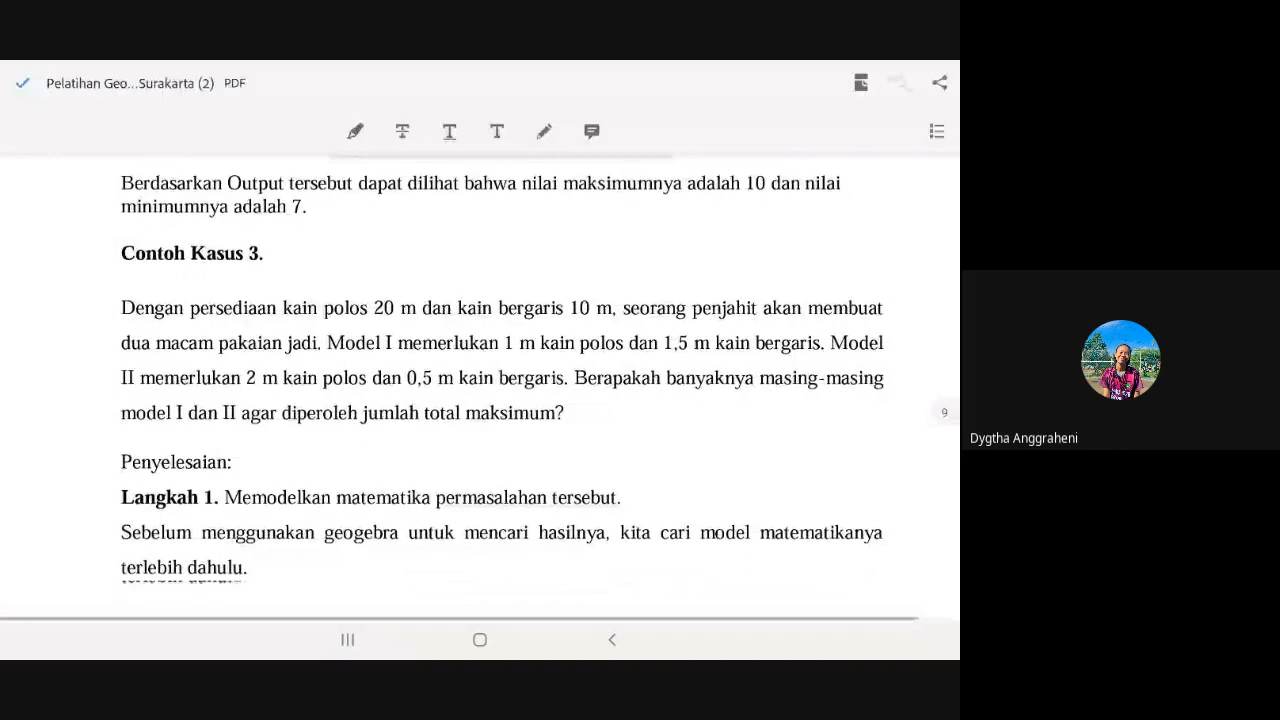 Pelatihan Geo...Surakarta (2) PDF
Berdasarkan Output tersebut dapat dilihat bahwa nilai maksimumnya adalah 10 dan nilai
minimumnya adalah 7.
Contoh Kasus 3.
Dengan persediaan kain polos 20 m dan kain bergaris 10 m, seorang penjahit akan membuat
dua macam pakaian jadi. Model I memerlukan 1 m kain polos dan 1,5 m kain bergaris. Model
II memerlukan 2 m kain polos dan 0,5 m kain bergaris. Berapakah banyaknya masing-masing
model I dan II agar diperoleh jumlah total maksimum?
9
Dygtha Anggraheni
Penyelesaian:
Langkah 1. Memodelkan matematika permasalahan tersebut.
Sebelum menggunakan geogebra untuk mencari hasilnya, kita cari model matematikanya
terlebih dahulu.